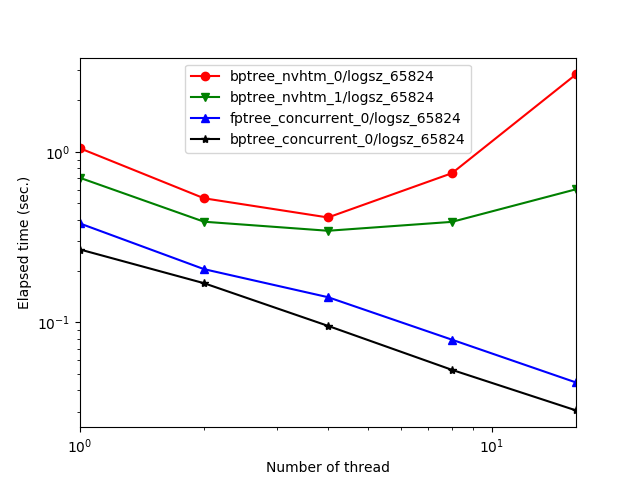 bptree_nvhtm_0/logsz_65824
bptree_nvhtm_1/logsz_65824
fptree_concurrent_0/logsz_65824
bptree_concurrent_0/logsz_65824
10⁰
10⁻¹
Elapsed time (sec.)
10⁰ 10¹
Number of thread